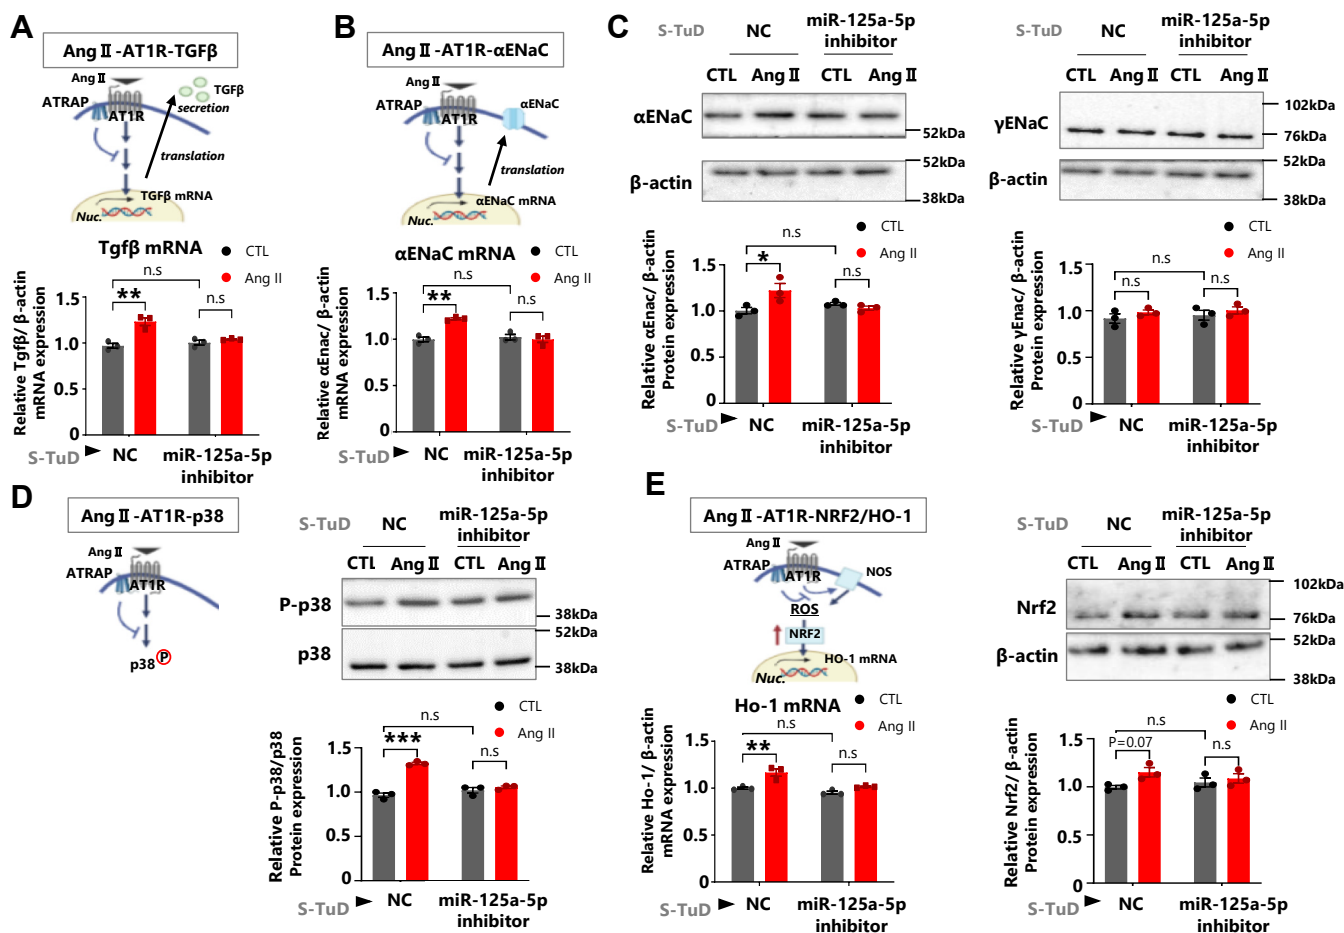 A
Ang Ⅱ-AT1R-TGFβ
Ang Ⅱ
ATRAP
AT1R
TGFβ
secretion
translation
TGFβ mRNA
Nuc.
Tgfβ mRNA
CTL
Ang II
Relative Tgfβ/ β-actin
mRNA expression
1.5
1.0
0.5
0
n.s
**
n.s
S-TuD
NC
miR-125a-5p
inhibitor
B
Ang Ⅱ-AT1R-αENaC
Ang Ⅱ
ATRAP
AT1R
αENaC
translation
αENaC mRNA
Nuc.
αENaC mRNA
CTL
Ang II
Relative αEnac/ β-actin
mRNA expression
1.5
1.0
0.5
0
n.s
**
n.s
S-TuD
NC
miR-125a-5p
inhibitor
C
S-TuD
NC
miR-125a-5p
inhibitor
CTL Ang Ⅱ CTL Ang Ⅱ
αENaC
52kDa
β-actin
52kDa
38kDa
CTL
Ang II
Relative αEnac/ β-actin
Protein expression
1.5
1.0
0.5
0
n.s
*
n.s
S-TuD
NC
miR-125a-5p
inhibitor
S-TuD
NC
miR-125a-5p
inhibitor
CTL Ang Ⅱ CTL Ang Ⅱ
γENaC
102kDa
76kDa
β-actin
52kDa
38kDa
CTL
Ang II
Relative γEnac/ β-actin
Protein expression
1.5
1.0
0.5
0
n.s
n.s
n.s
S-TuD
NC
miR-125a-5p
inhibitor
D
Ang Ⅱ-AT1R-p38
Ang Ⅱ
ATRAP
AT1R
p38 P
S-TuD
NC
miR-125a-5p
inhibitor
CTL Ang Ⅱ CTL Ang Ⅱ
P-p38
38kDa
p38
52kDa
38kDa
CTL
Ang II
Relative P-p38/p38
Protein expression
1.5
1.0
0.5
0
n.s
***
n.s
S-TuD
NC
miR-125a-5p
inhibitor
E
Ang Ⅱ-AT1R-NRF2/HO-1
Ang Ⅱ
ATRAP
AT1R
NOS
ROS
NRF2
HO-1 mRNA
Nuc.
Ho-1 mRNA
CTL
Ang II
Relative Ho-1/ β-actin
mRNA expression
1.5
1.0
0.5
0
n.s
**
n.s
S-TuD
NC
miR-125a-5p
inhibitor
S-TuD
NC
miR-125a-5p
inhibitor
CTL Ang Ⅱ CTL Ang Ⅱ
Nrf2
102kDa
76kDa
β-actin
52kDa
38kDa
CTL
Ang II
Relative Nrf2/ β-actin
Protein expression
1.5
1.0
0.5
0
n.s
P=0.07
n.s
S-TuD
NC
miR-125a-5p
inhibitor